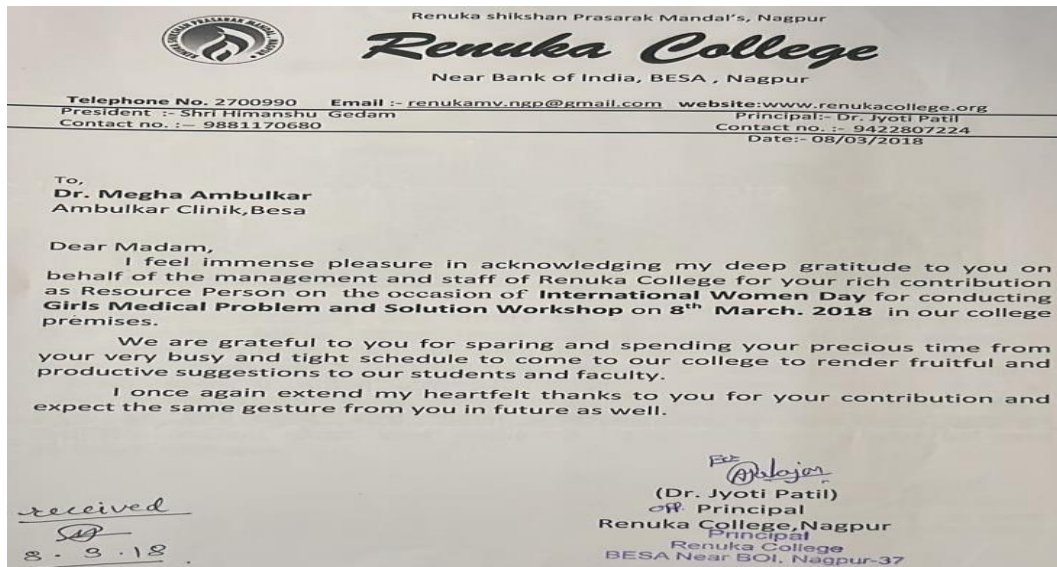 Renuka shikshan Prasarak Mandal's, Nagpur
RENUKA SHIKSHAN PRASARAK MANDAL, NAGPUR
Renuka College
Near Bank of India, BESA , Nagpur
Telephone No. 2700990 Email :- renukamv.ngp@gmail.com website:www.renukacollege.org
President :- Shri Himanshu Gedam Principal:- Dr. Jyoti Patil
Contact no. :– 9881170680 Contact no. :- 9422807224
Date:- 08/03/2018
To,
Dr. Megha Ambulkar
Ambulkar Clinik,Besa
Dear Madam,
I feel immense pleasure in acknowledging my deep gratitude to you on
behalf of the management and staff of Renuka College for your rich contribution
as Resource Person on the occasion of International Women Day for conducting
Girls Medical Problem and Solution Workshop on 8th March. 2018 in our college
premises.
We are grateful to you for sparing and spending your precious time from
your very busy and tight schedule to come to our college to render fruitful and
productive suggestions to our students and faculty.
I once again extend my heartfelt thanks to you for your contribution and
expect the same gesture from you in future as well.
(Dr. Jyoti Patil)
Principal
Renuka College,Nagpur
Principal
Renuka College
BESA Near BOI, Nagpur-37
received
8.3.18